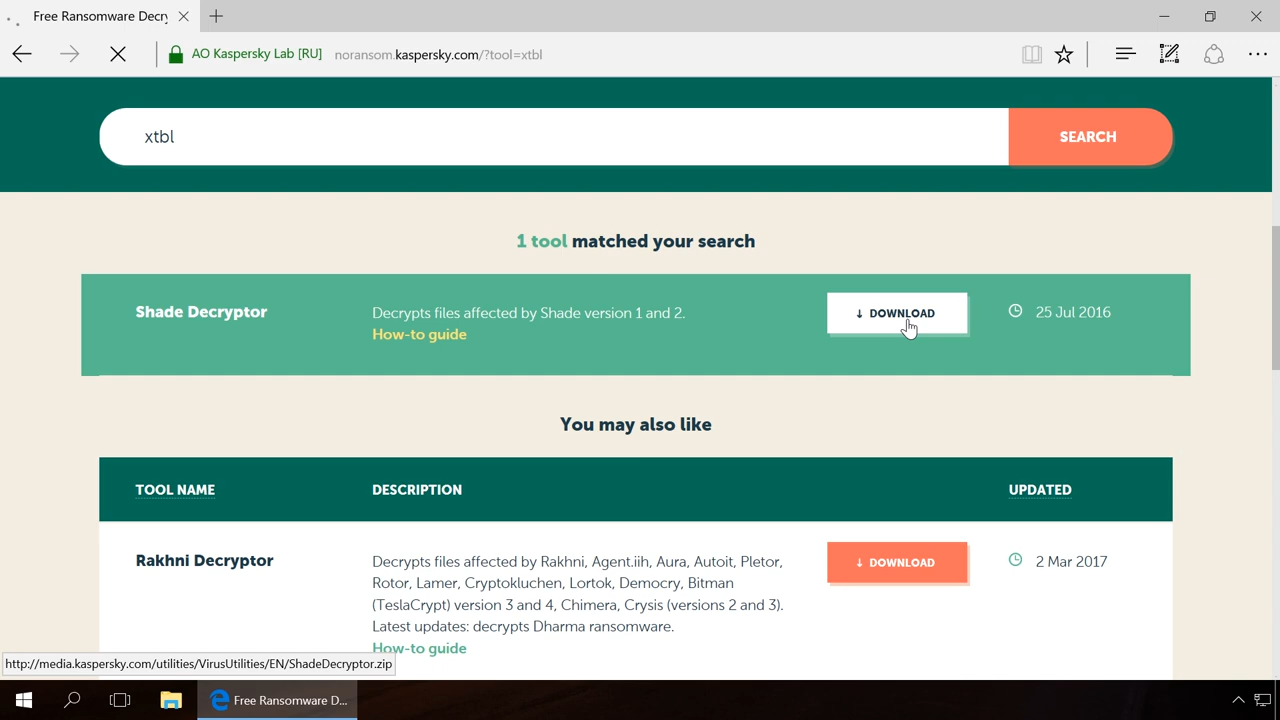 Free Ransomware Decry
AO Kaspersky Lab [RU]
noransom.kaspersky.com/?tool=xtbl
xtbl
SEARCH
1 tool matched your search
Shade Decryptor
Decrypts files affected by Shade version 1 and 2.
How-to guide
↓ DOWNLOAD
25 Jul 2016
You may also like
TOOL NAME
DESCRIPTION
UPDATED
Rakhni Decryptor
Decrypts files affected by Rakhni, Agent.iih, Aura, Autoit, Pletor,
Rotor, Lamer, Cryptokluchen, Lortok, Democry, Bitman
(TeslaCrypt) version 3 and 4, Chimera, Crysis (versions 2 and 3).
Latest updates: decrypts Dharma ransomware.
How-to guide
↓ DOWNLOAD
2 Mar 2017
http://media.kaspersky.com/utilities/VirusUtilities/EN/ShadeDecryptor.zip
Free Ransomware D...